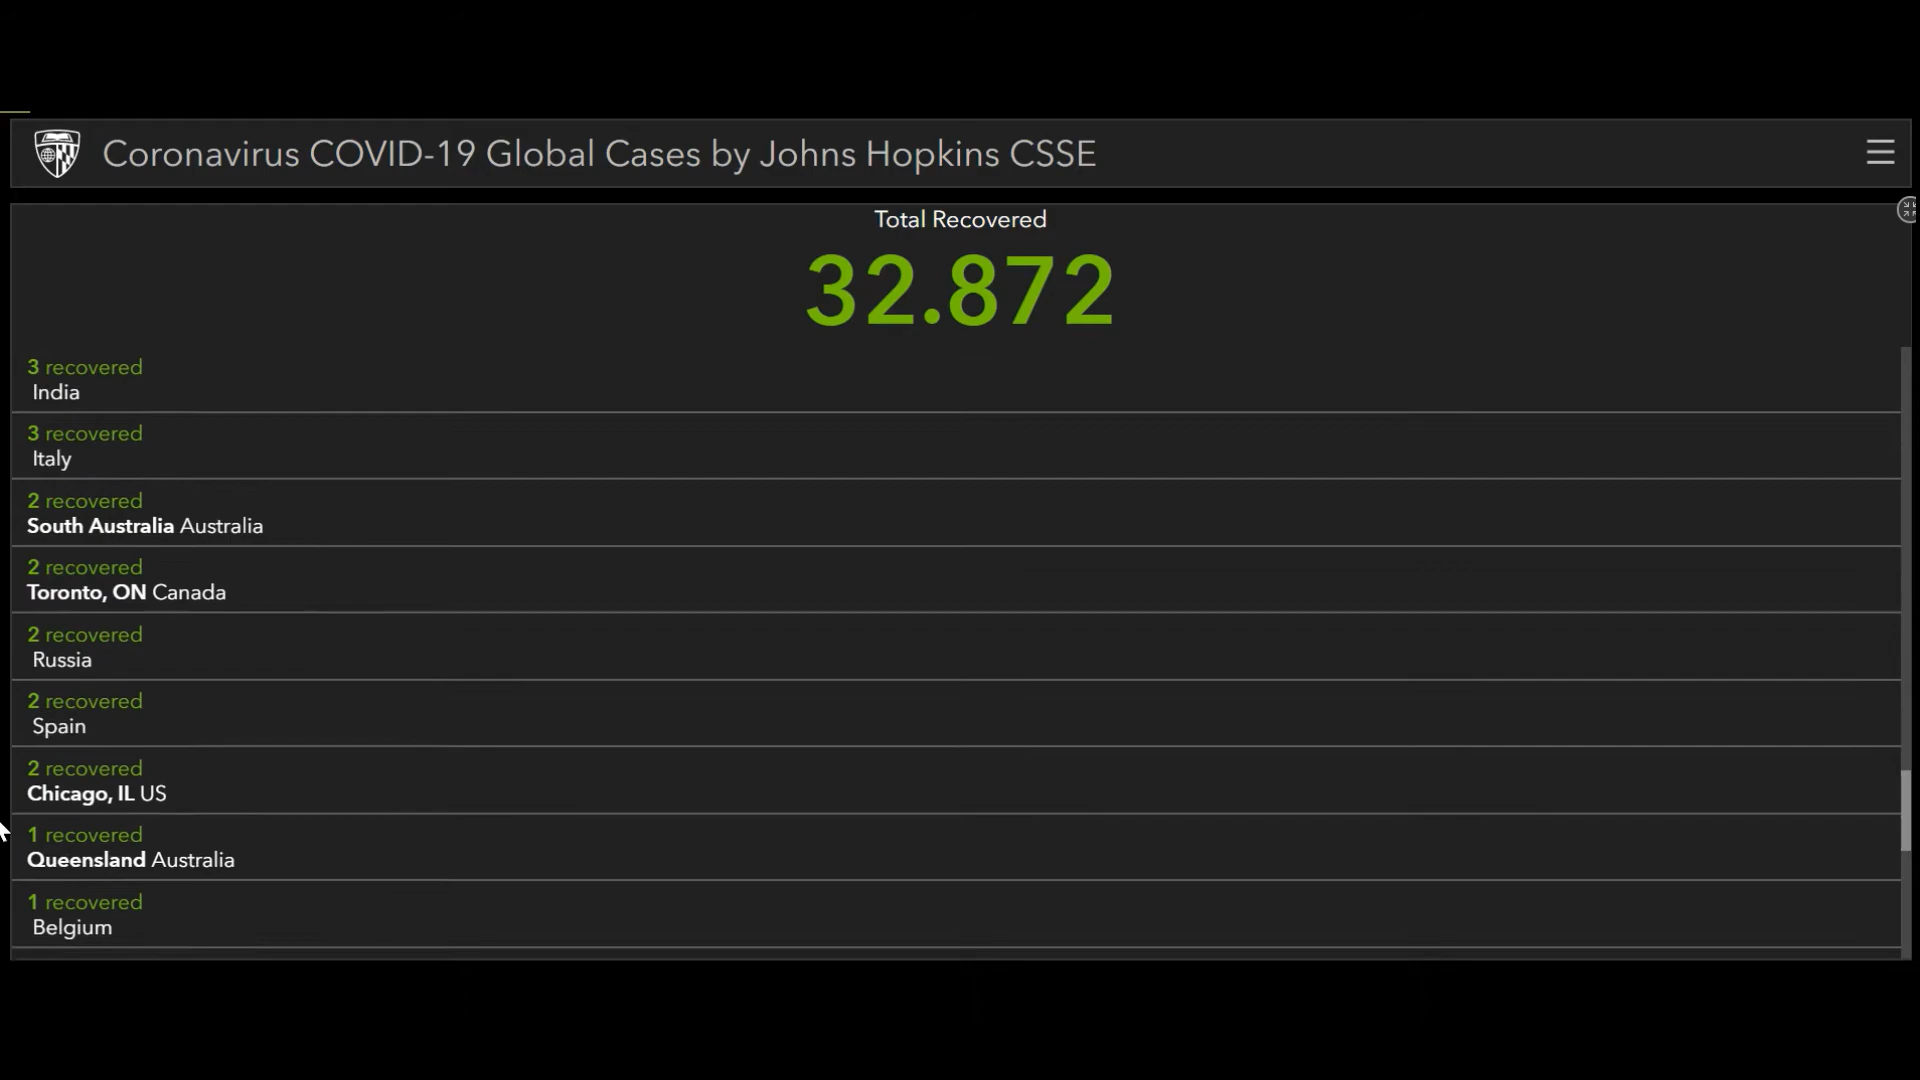 Coronavirus COVID-19 Global Cases by Johns Hopkins CSSE
Total Recovered
32.872
3 recovered
India
3 recovered
Italy
2 recovered
South Australia Australia
2 recovered
Toronto, ON Canada
2 recovered
Russia
2 recovered
Spain
2 recovered
Chicago, IL US
1 recovered
Queensland Australia
1 recovered
Belgium